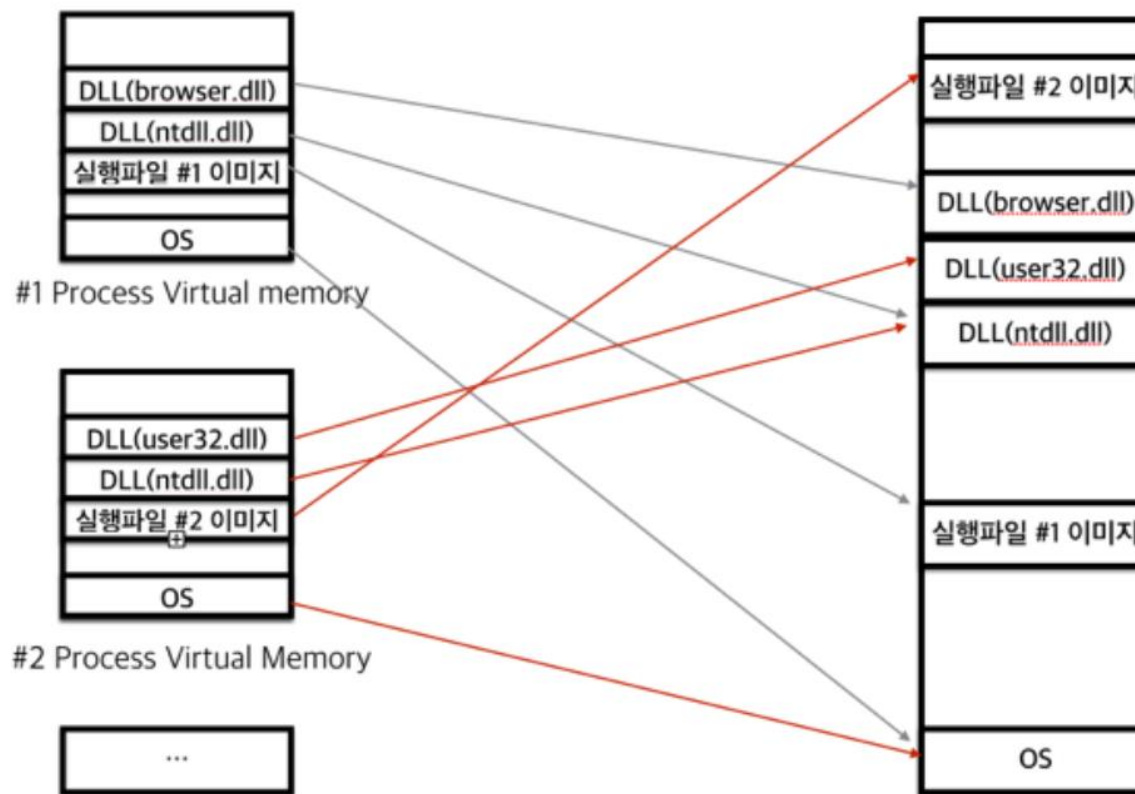 DLL(browser.dll)
DLL(ntdll.dll)
실행파일 #1 이미지
OS
#1 Process Virtual memory
DLL(user32.dll)
DLL(ntdll.dll)
실행파일 #2 이미지
OS
#2 Process Virtual Memory
...
실행파일 #2 이미지
DLL(browser.dll)
DLL(user32.dll)
DLL(ntdll.dll)
실행파일 #1 이미지
OS